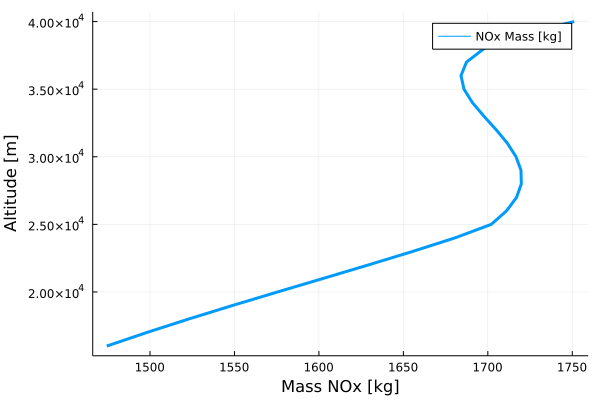 4.00×10⁴
NOx Mass [kg]
3.50×10⁴
3.00×10⁴
Altitude [m]
2.50×10⁴
2.00×10⁴
1500 1550 1600 1650 1700 1750
Mass NOx [kg]